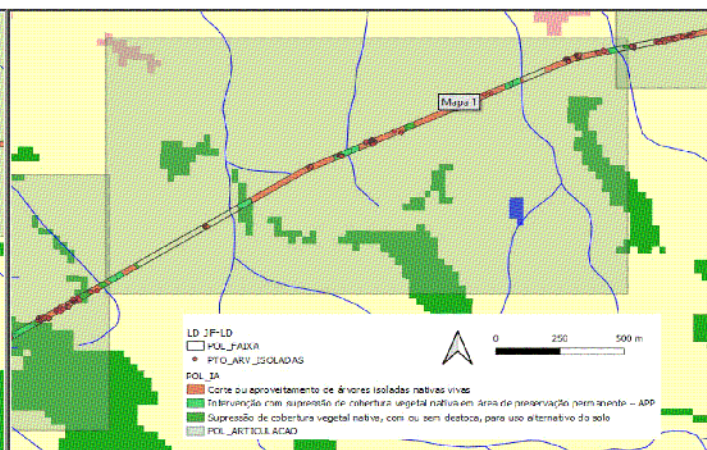 Mapa 1
LD JF-LD
POL_FAIXA
PTO_ARV_ISOLADAS
POL_IA
Corte ou aproveitamento de árvores isoladas nativas vivas
Intervenção com supressão de cobertura vegetal nativa em área de preservação permanente – APP
Supressão de cobertura vegetal nativa, com ou sem destoca, para uso alternativo do solo
POL_ARTICULACAO
0 250 500 m